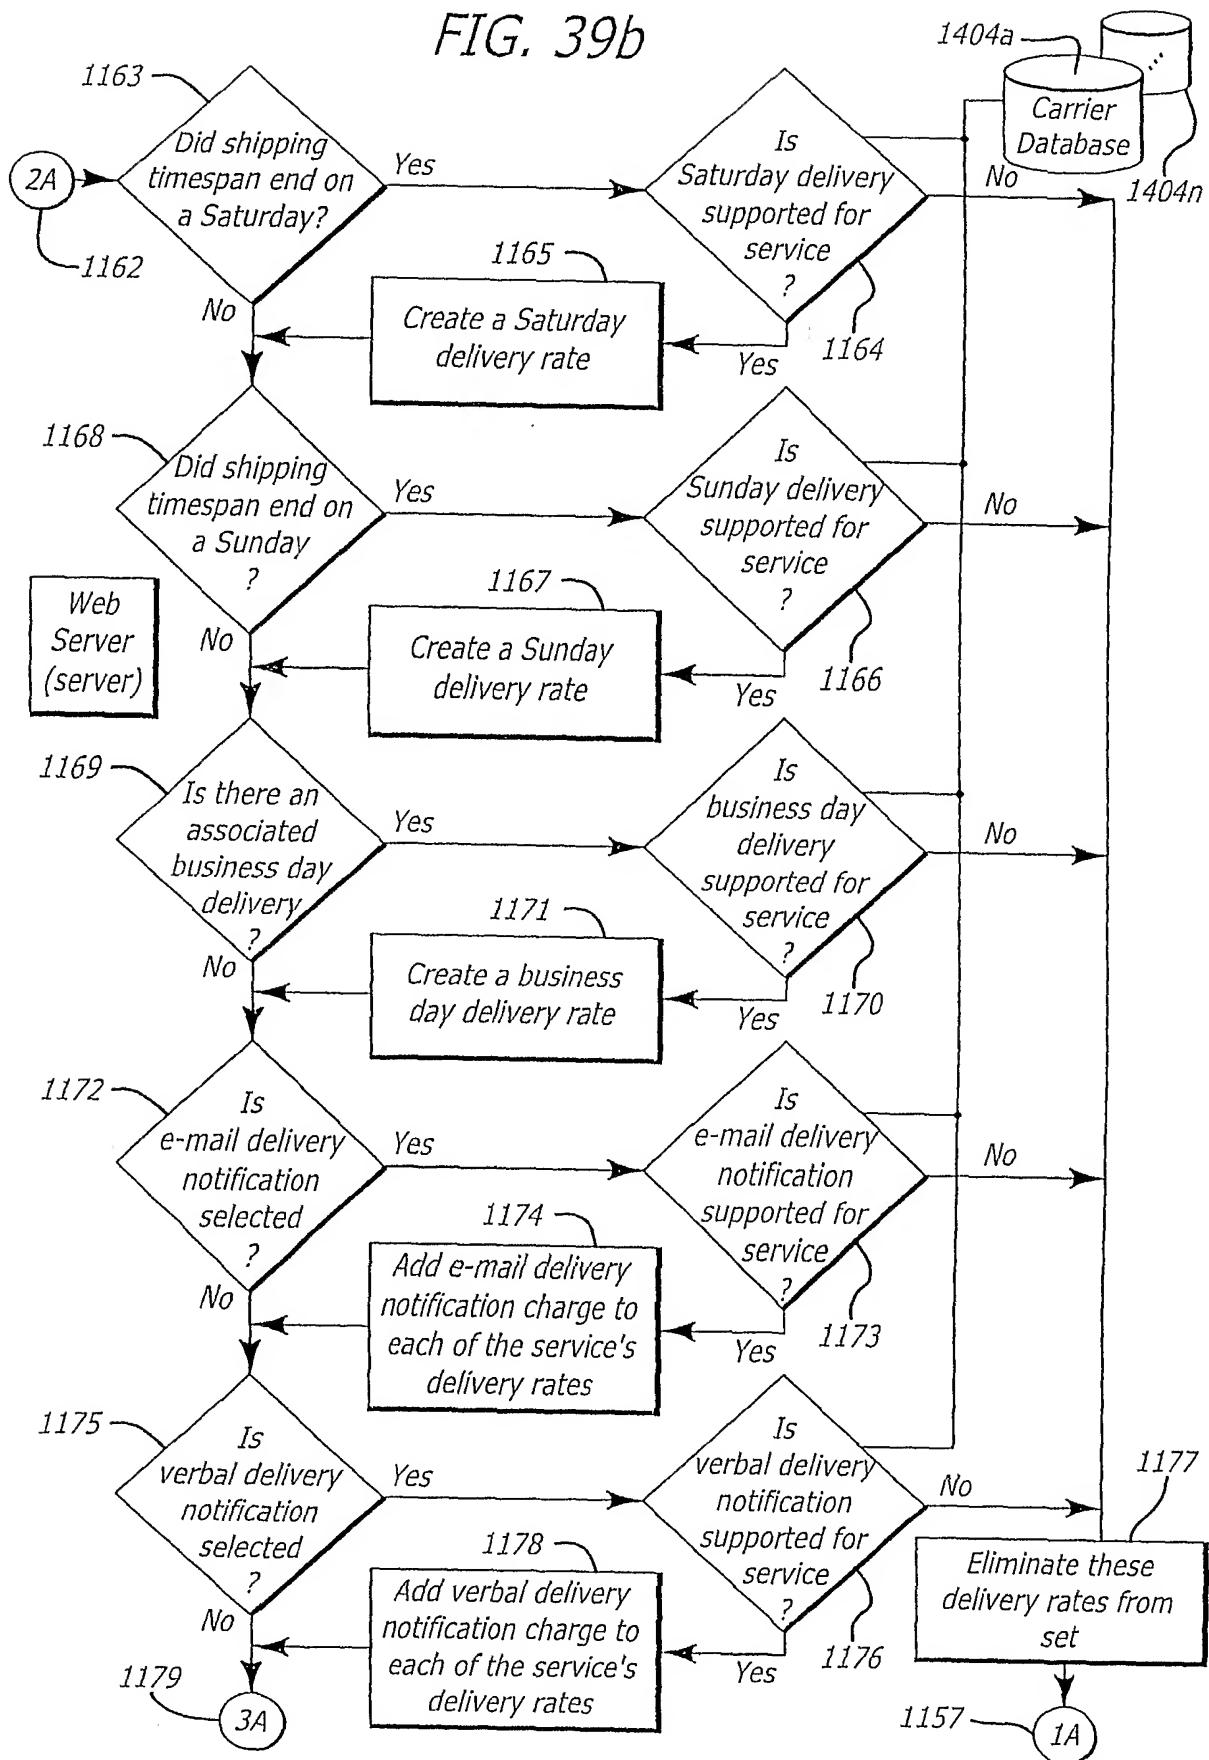 FIG. 39b
1404a
Carrier
Database
1404n
1163
Did shipping
timespan end on
a Saturday?
2A
1162
Yes
Is
Saturday delivery
supported for
service
?
1164
No
No
1165
Create a Saturday
delivery rate
Yes
1168
Did shipping
timespan end on
a Sunday
?
Yes
Is
Sunday delivery
supported for
service
?
1166
No
Web
Server
(server)
No
1167
Create a Sunday
delivery rate
Yes
1169
Is there an
associated
business day
delivery
?
Yes
Is
business day
delivery
supported for
service
?
1170
No
No
1171
Create a business
day delivery rate
Yes
1172
Is
e-mail delivery
notification
selected
?
Yes
Is
e-mail delivery
notification
supported for
service
?
1173
No
No
1174
Add e-mail delivery
notification charge to
each of the service's
delivery rates
Yes
1175
Is
verbal delivery
notification
selected
?
Yes
Is
verbal delivery
notification
supported for
service
?
1176
No
1177
Eliminate these
delivery rates from
set
No
1178
Add verbal delivery
notification charge to
each of the service's
delivery rates
Yes
1179
3A
1157
1A